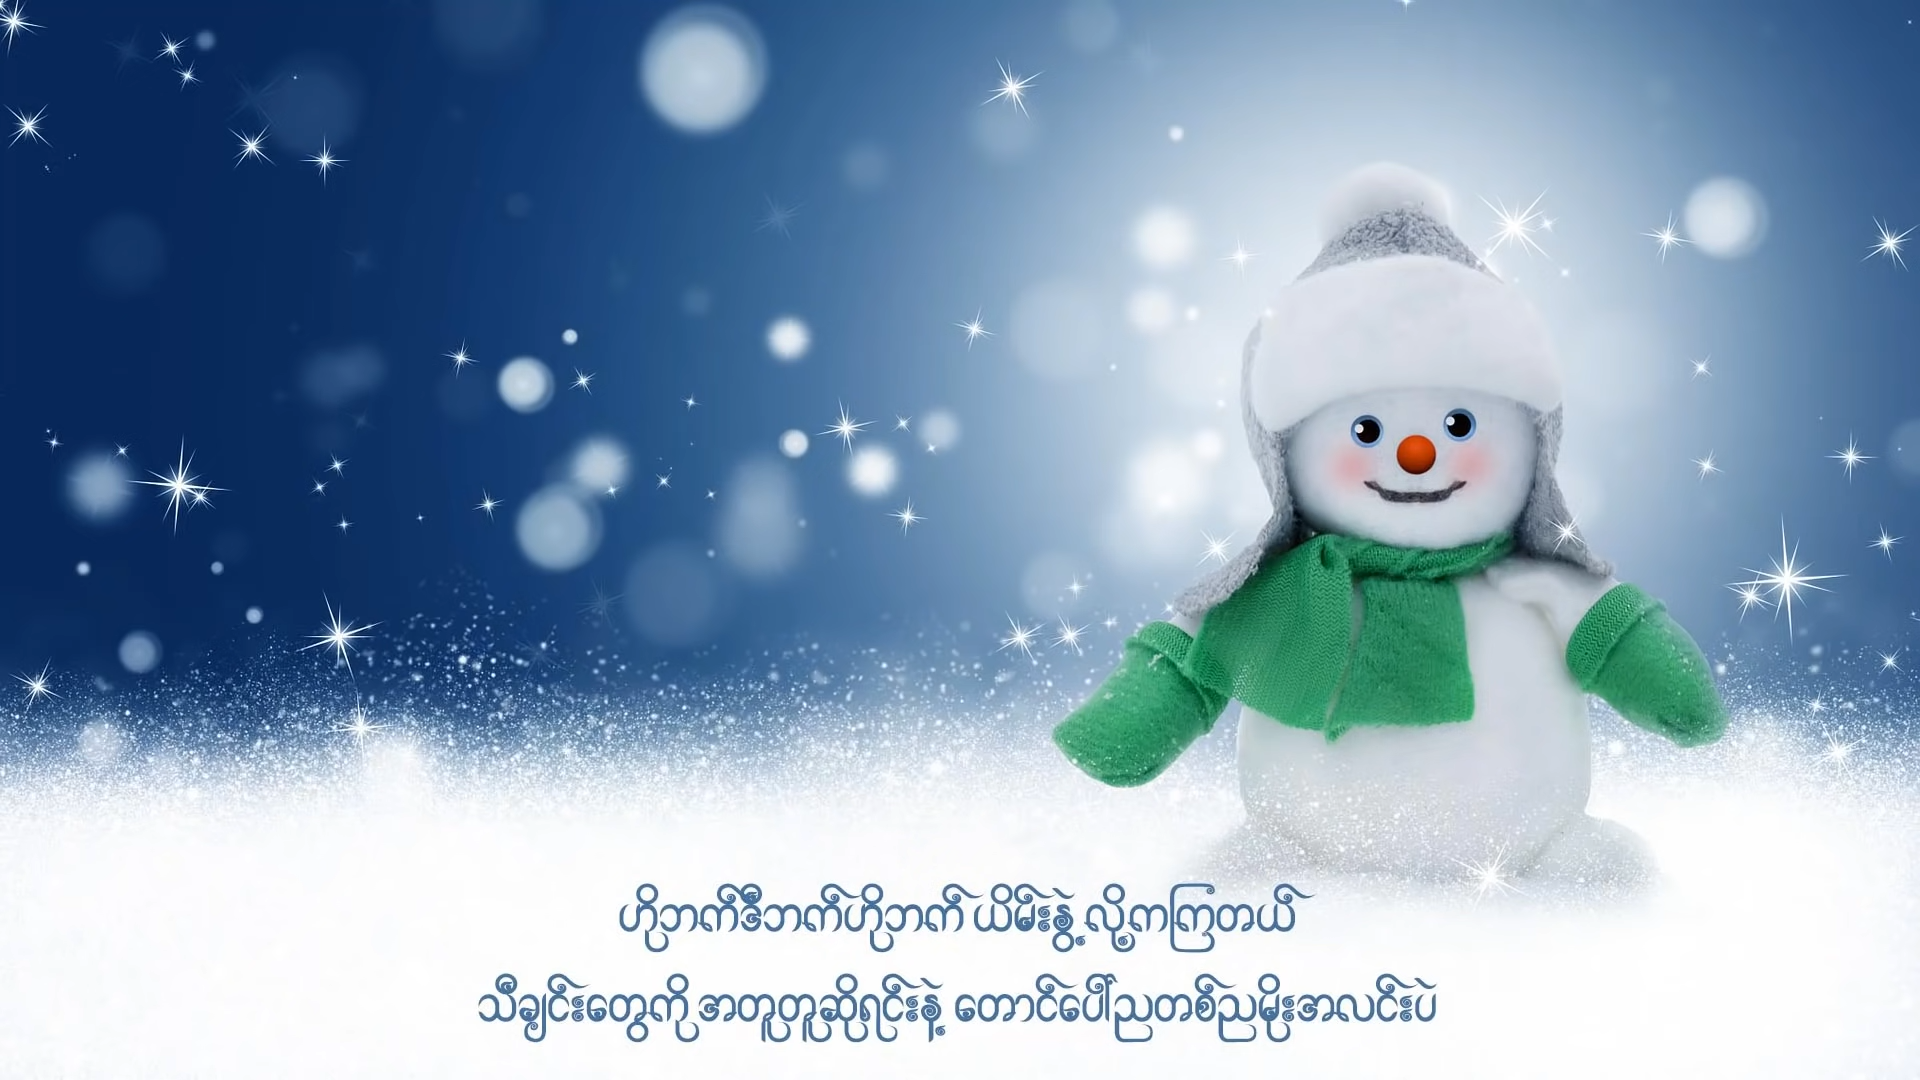 ဟိုဘက်ဒီဘက်ဟိုဘက် ယိမ်းနွဲ့ လို့ကကြတယ်
သီချင်းတွေကို အတူတူဆိုရင်းနဲ့ တောင်ပေါ်ညတစ်ညမိုးအလင်းပဲ